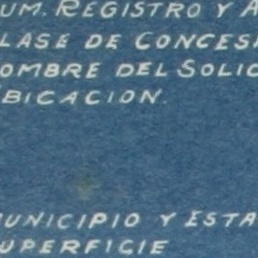 UM. REGISTRO Y A
LASE DE CONCESI
OMBRE DEL SOLIC
BICACION.
UNICIPIO Y ESTA
UPERFICIE